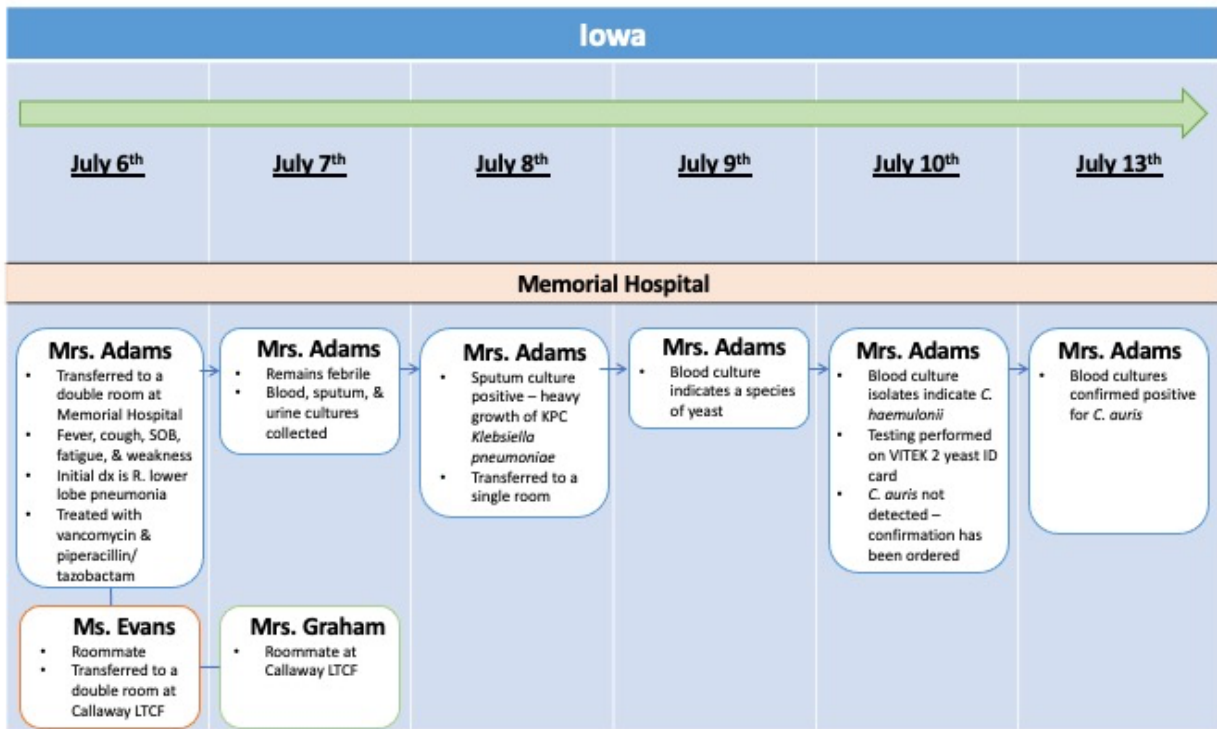 Iowa
July 6th
July 7th
July 8th
July 9th
July 10th
July 13th
Memorial Hospital
Mrs. Adams
• Transferred to a
double room at
Memorial Hospital
• Fever, cough, SOB,
fatigue, & weakness
• Initial dx is R. lower
lobe pneumonia
• Treated with
vancomycin &
piperacillin/
tazobactam
Mrs. Adams
• Remains febrile
• Blood, sputum, &
urine cultures
collected
Mrs. Adams
• Sputum culture
positive – heavy
growth of KPC
Klebsiella
pneumoniae
• Transferred to a
single room
Mrs. Adams
• Blood culture
indicates a species
of yeast
Mrs. Adams
• Blood culture
isolates indicate C.
haemulonii
• Testing performed
on VITEK 2 yeast ID
card
• C. auris not
detected –
confirmation has
been ordered
Mrs. Adams
• Blood cultures
confirmed positive
for C. auris
Ms. Evans
• Roommate
• Transferred to a
double room at
Callaway LTCF
Mrs. Graham
• Roommate at
Callaway LTCF